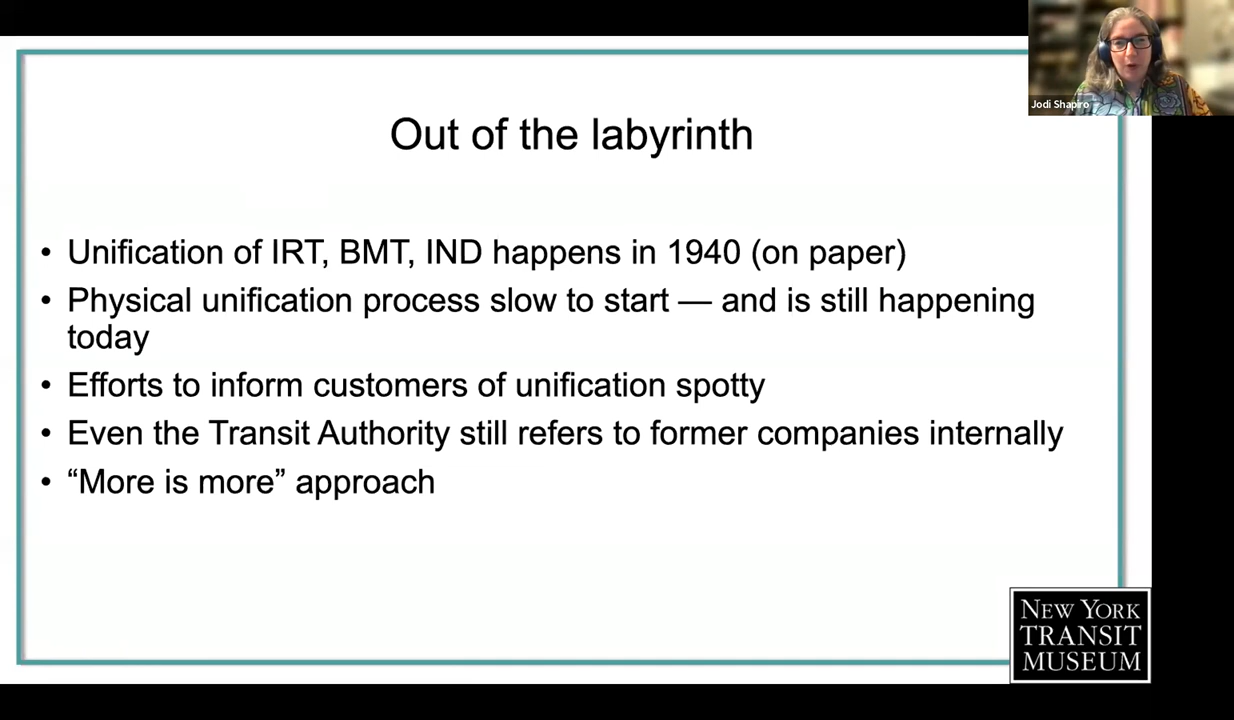 Jodi Shapiro
Out of the labyrinth
• Unification of IRT, BMT, IND happens in 1940 (on paper)
• Physical unification process slow to start — and is still happening
today
• Efforts to inform customers of unification spotty
• Even the Transit Authority still refers to former companies internally
• “More is more” approach
NEW YORK
TRANSIT
MUSEUM